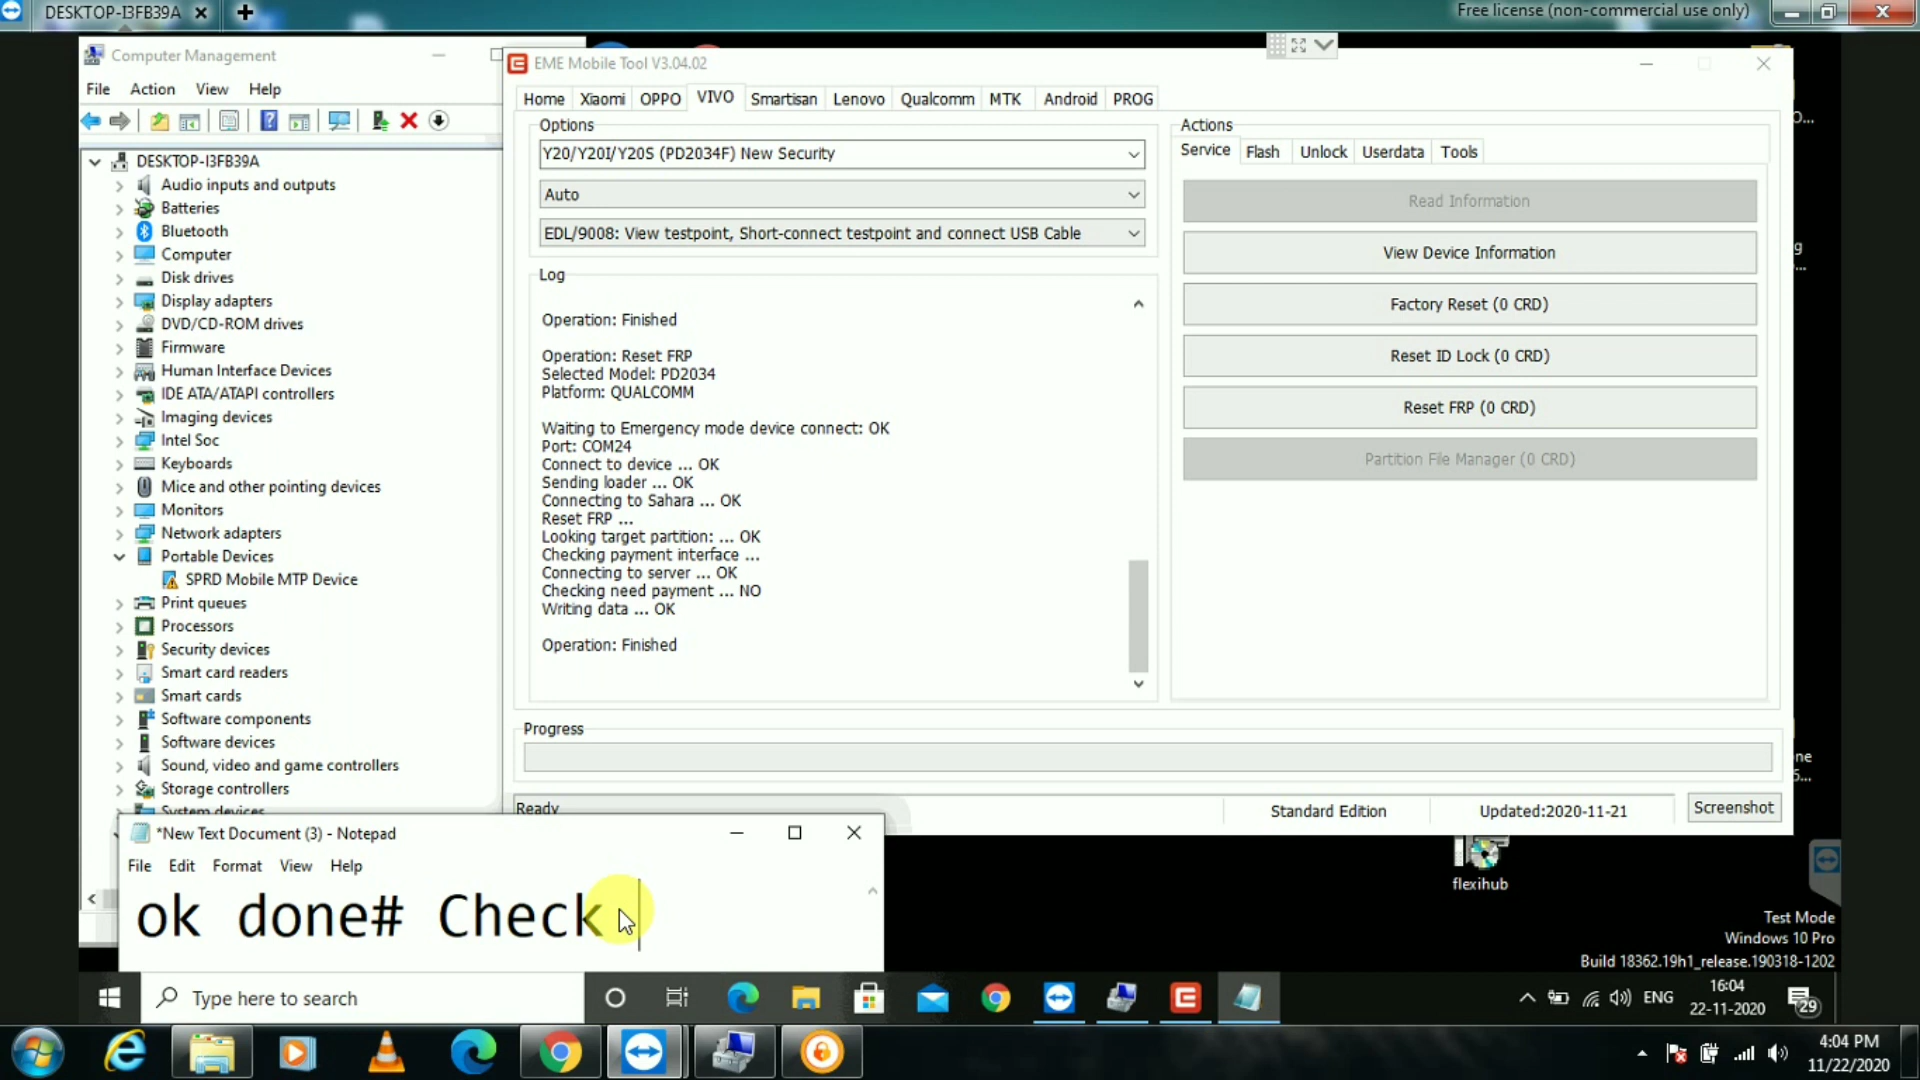 DESKTOP-I3FB39A
Free license (non-commercial use only)
Computer Management
File Action View Help
DESKTOP-I3FB39A
Audio inputs and outputs
Batteries
Bluetooth
Computer
Disk drives
Display adapters
DVD/CD-ROM drives
Firmware
Human Interface Devices
IDE ATA/ATAPI controllers
Imaging devices
Intel Soc
Keyboards
Mice and other pointing devices
Monitors
Network adapters
Portable Devices
SPRD Mobile MTP Device
Print queues
Processors
Security devices
Smart card readers
Smart cards
Software components
Software devices
Sound, video and game controllers
Storage controllers
System devices
EME Mobile Tool V3.04.02
Home Xiaomi OPPO VIVO Smartisan Lenovo Qualcomm MTK Android PROG
Options
Y20/Y20I/Y20S (PD2034F) New Security
Auto
EDL/9008: View testpoint, Short-connect testpoint and connect USB Cable
Log
Operation: Finished
Operation: Reset FRP
Selected Model: PD2034
Platform: QUALCOMM
Waiting to Emergency mode device connect: OK
Port: COM24
Connect to device ... OK
Sending loader ... OK
Connecting to Sahara ... OK
Reset FRP ...
Looking target partition: ... OK
Checking payment interface ...
Connecting to server ... OK
Checking need payment ... NO
Writing data ... OK
Operation: Finished
Actions
Service Flash Unlock Userdata Tools
Read Information
View Device Information
Factory Reset (0 CRD)
Reset ID Lock (0 CRD)
Reset FRP (0 CRD)
Partition File Manager (0 CRD)
Progress
Ready
Standard Edition
Updated:2020-11-21
Screenshot
*New Text Document (3) - Notepad
File Edit Format View Help
ok done# Check
flexihub
Test Mode
Windows 10 Pro
Build 18362.19h1_release.190318-1202
Type here to search
ENG
16:04
22-11-2020
29
4:04 PM
11/22/2020